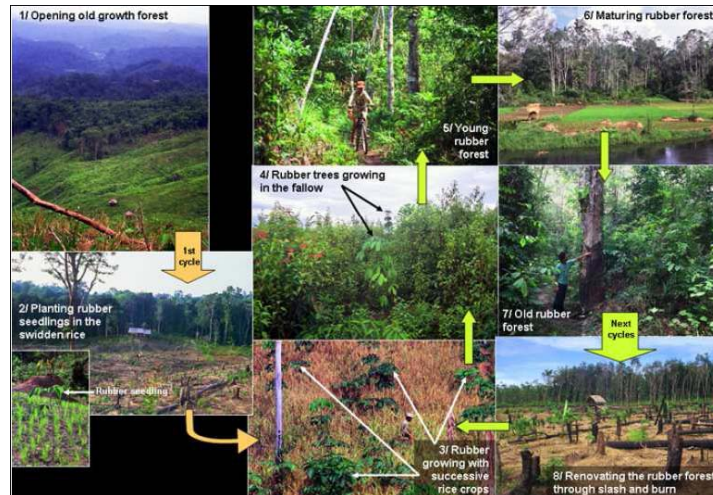 1/ Opening old growth forest
1st
cycle
2/ Planting rubber
seedlings in the
swidden rice
Rubber seedling
3/ Rubber
growing with
successive
rice crops
4/ Rubber trees growing
in the fallow
5/ Young
rubber
forest
6/ Maturing rubber forest
7/ Old rubber
forest
Next
cycles
8/ Renovating the rubber forest
through slash and burn